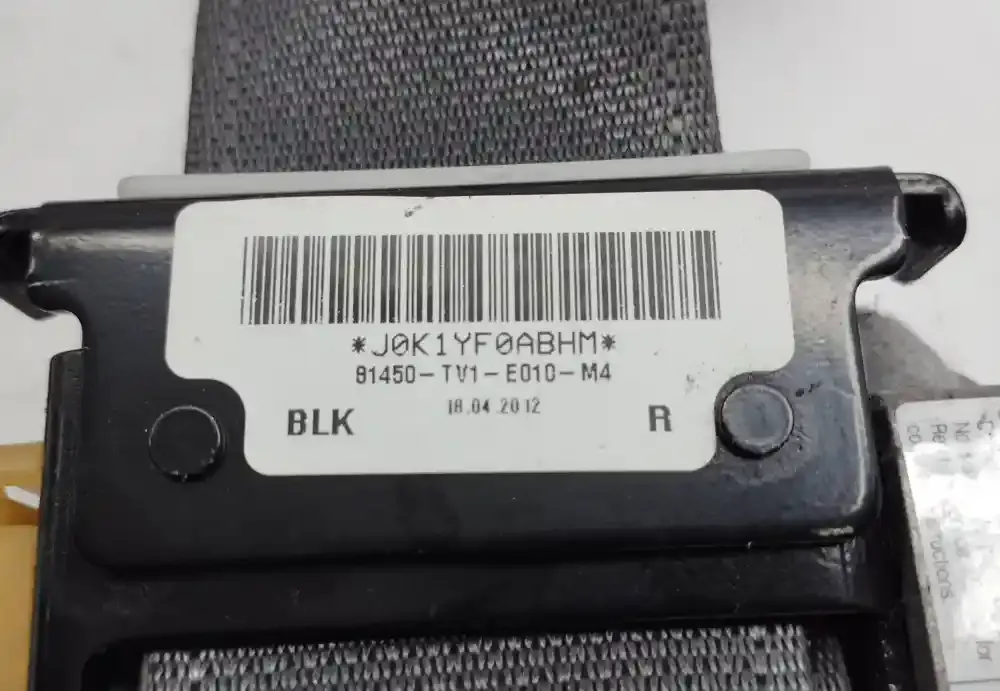 *J0K1YF0ABHM*
81450-TV1-E010-M4
18.04.2012
BLK R